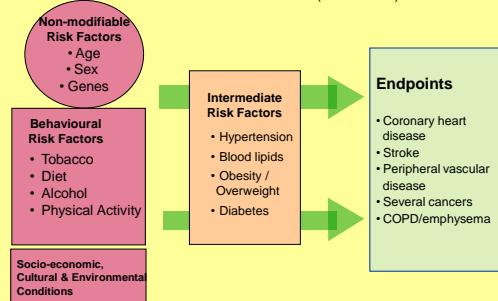 Non-modifiable
Risk Factors
• Age
• Sex
• Genes
Behavioural
Risk Factors
• Tobacco
• Diet
• Alcohol
• Physical Activity
Socio-economic,
Cultural & Environmental
Conditions
Intermediate
Risk Factors
• Hypertension
• Blood lipids
• Obesity /
Overweight
• Diabetes
Endpoints
• Coronary heart
disease
• Stroke
• Peripheral vascular
disease
• Several cancers
• COPD/emphysema